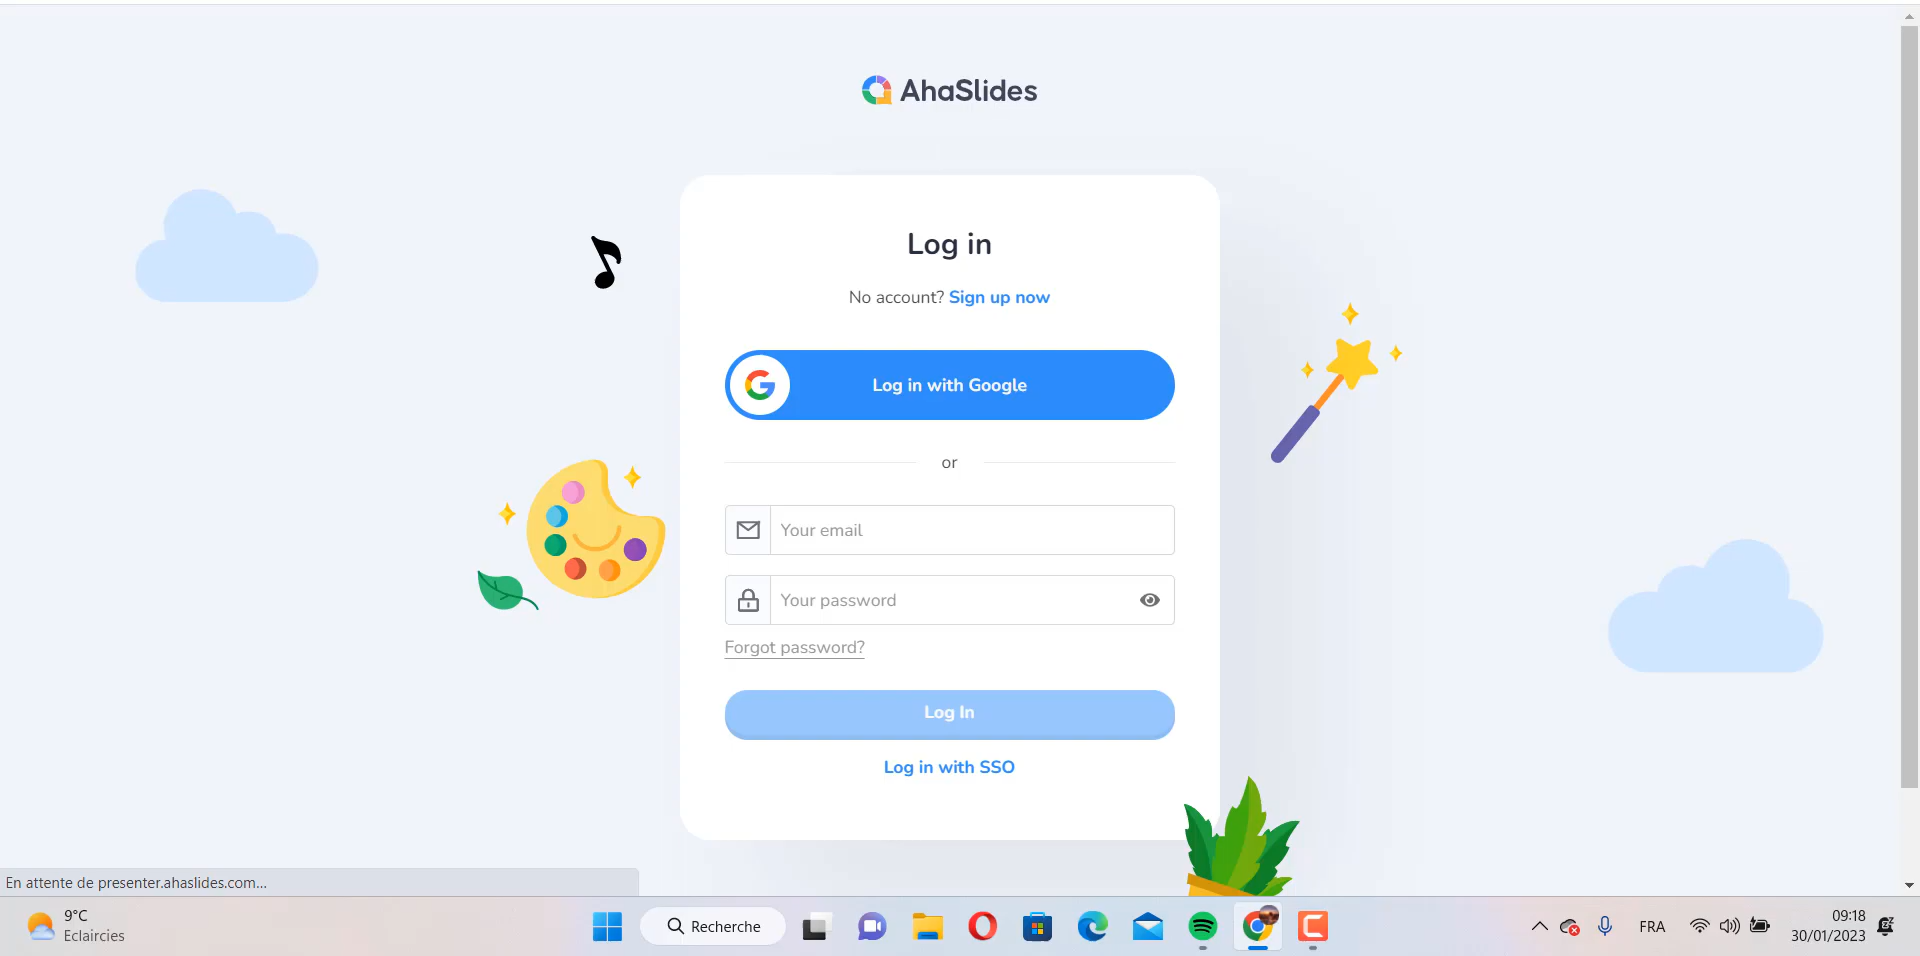 AhaSlides
Log in
No account? Sign up now
Log in with Google
or
Your email
Your password
Forgot password?
Log In
Log in with SSO
En attente de presenter.ahaslides.com...
9°C
Eclaircies
Recherche
FRA
09:18
30/01/2023